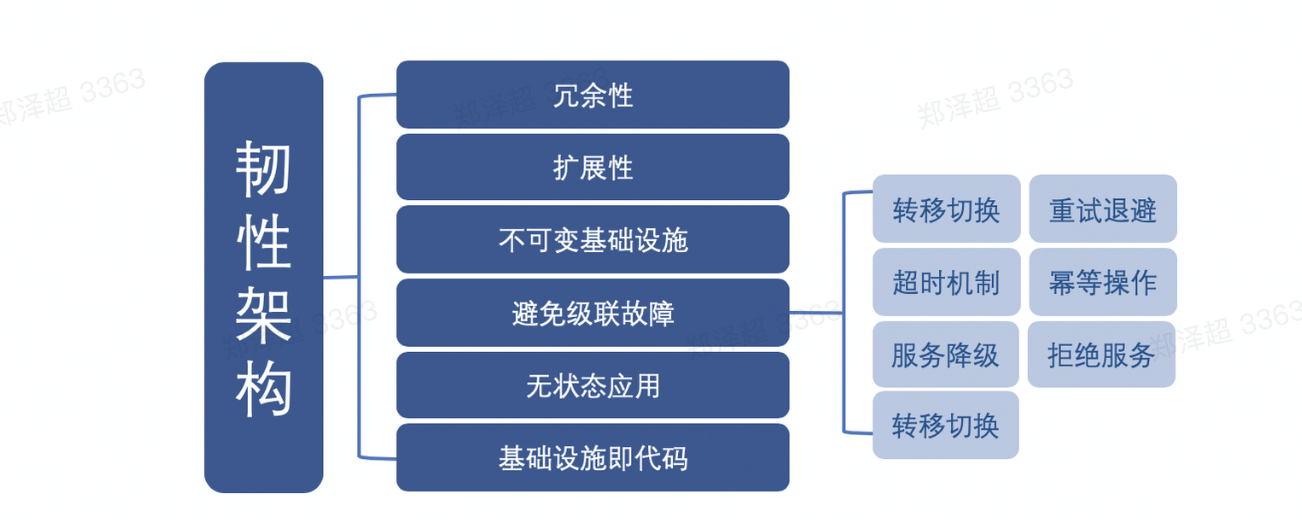 郑泽超 3363
郑泽超 3363
郑泽超 3363
韧性架构
冗余性
扩展性
不可变基础设施
避免级联故障
无状态应用
基础设施即代码
转移切换
重试退避
超时机制
幂等操作
服务降级
拒绝服务
转移切换
郑泽超 3363
郑泽超 3363
郑泽超 3363